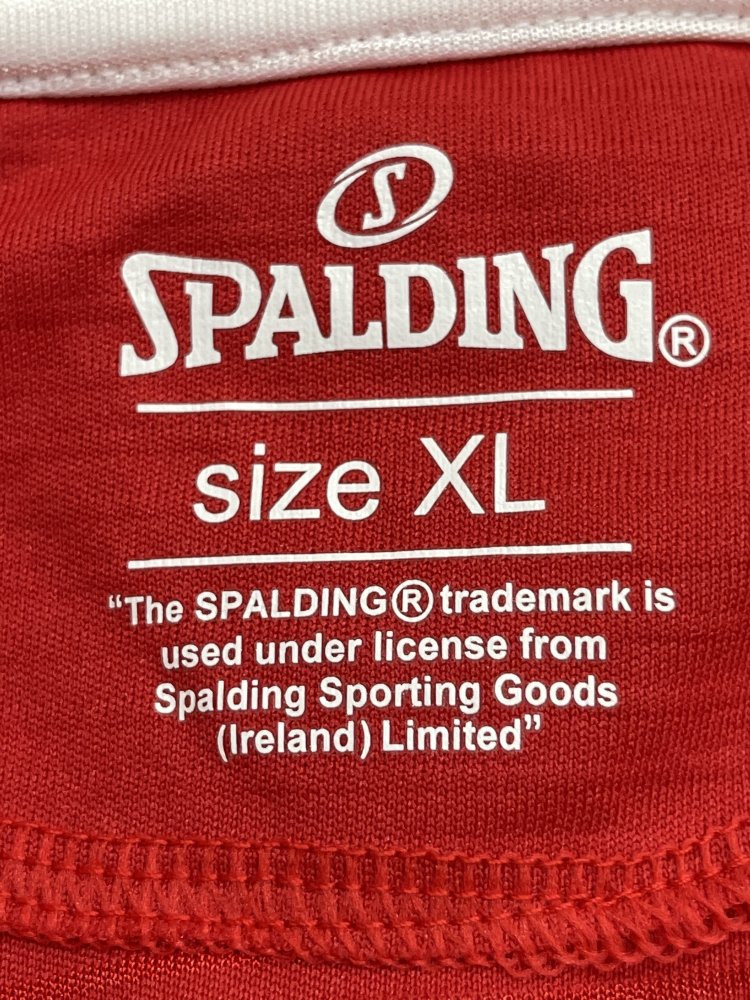 S
SPALDING®
size XL
“The SPALDING® trademark is
used under license from
Spalding Sporting Goods
(Ireland) Limited”